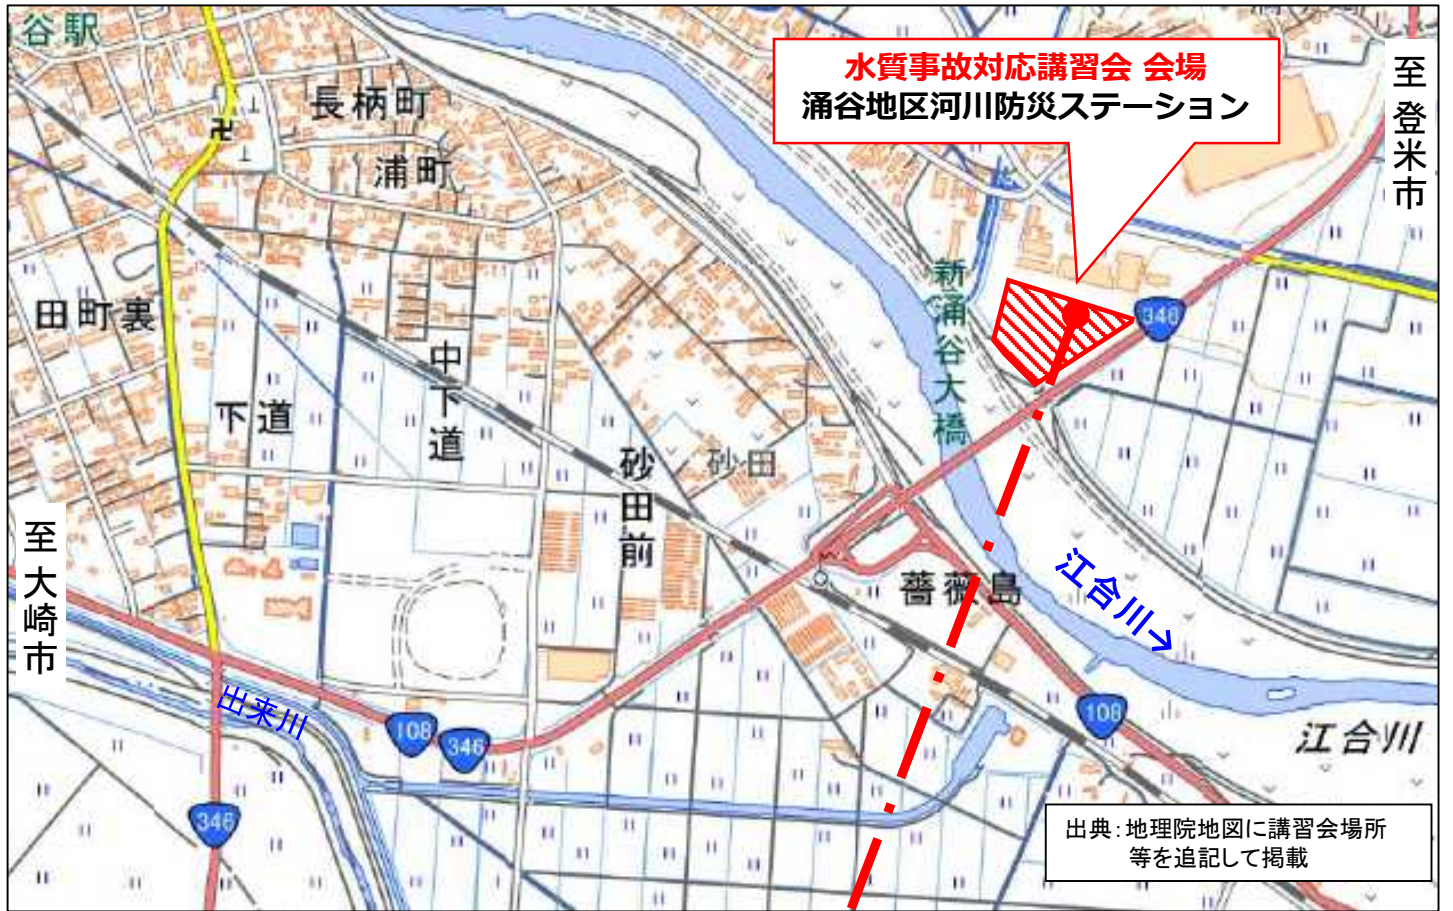 谷駅
水質事故対応講習会 会場
涌谷地区河川防災ステーション
至登米市
長柄町
浦町
田町裏
下道
中下道
砂田
砂田前
新涌谷大橋
346
薔薇島
江合川→
至大崎市
出来川
108
346
108
346
江合川
出典：地理院地図に講習会場所
等を追記して掲載